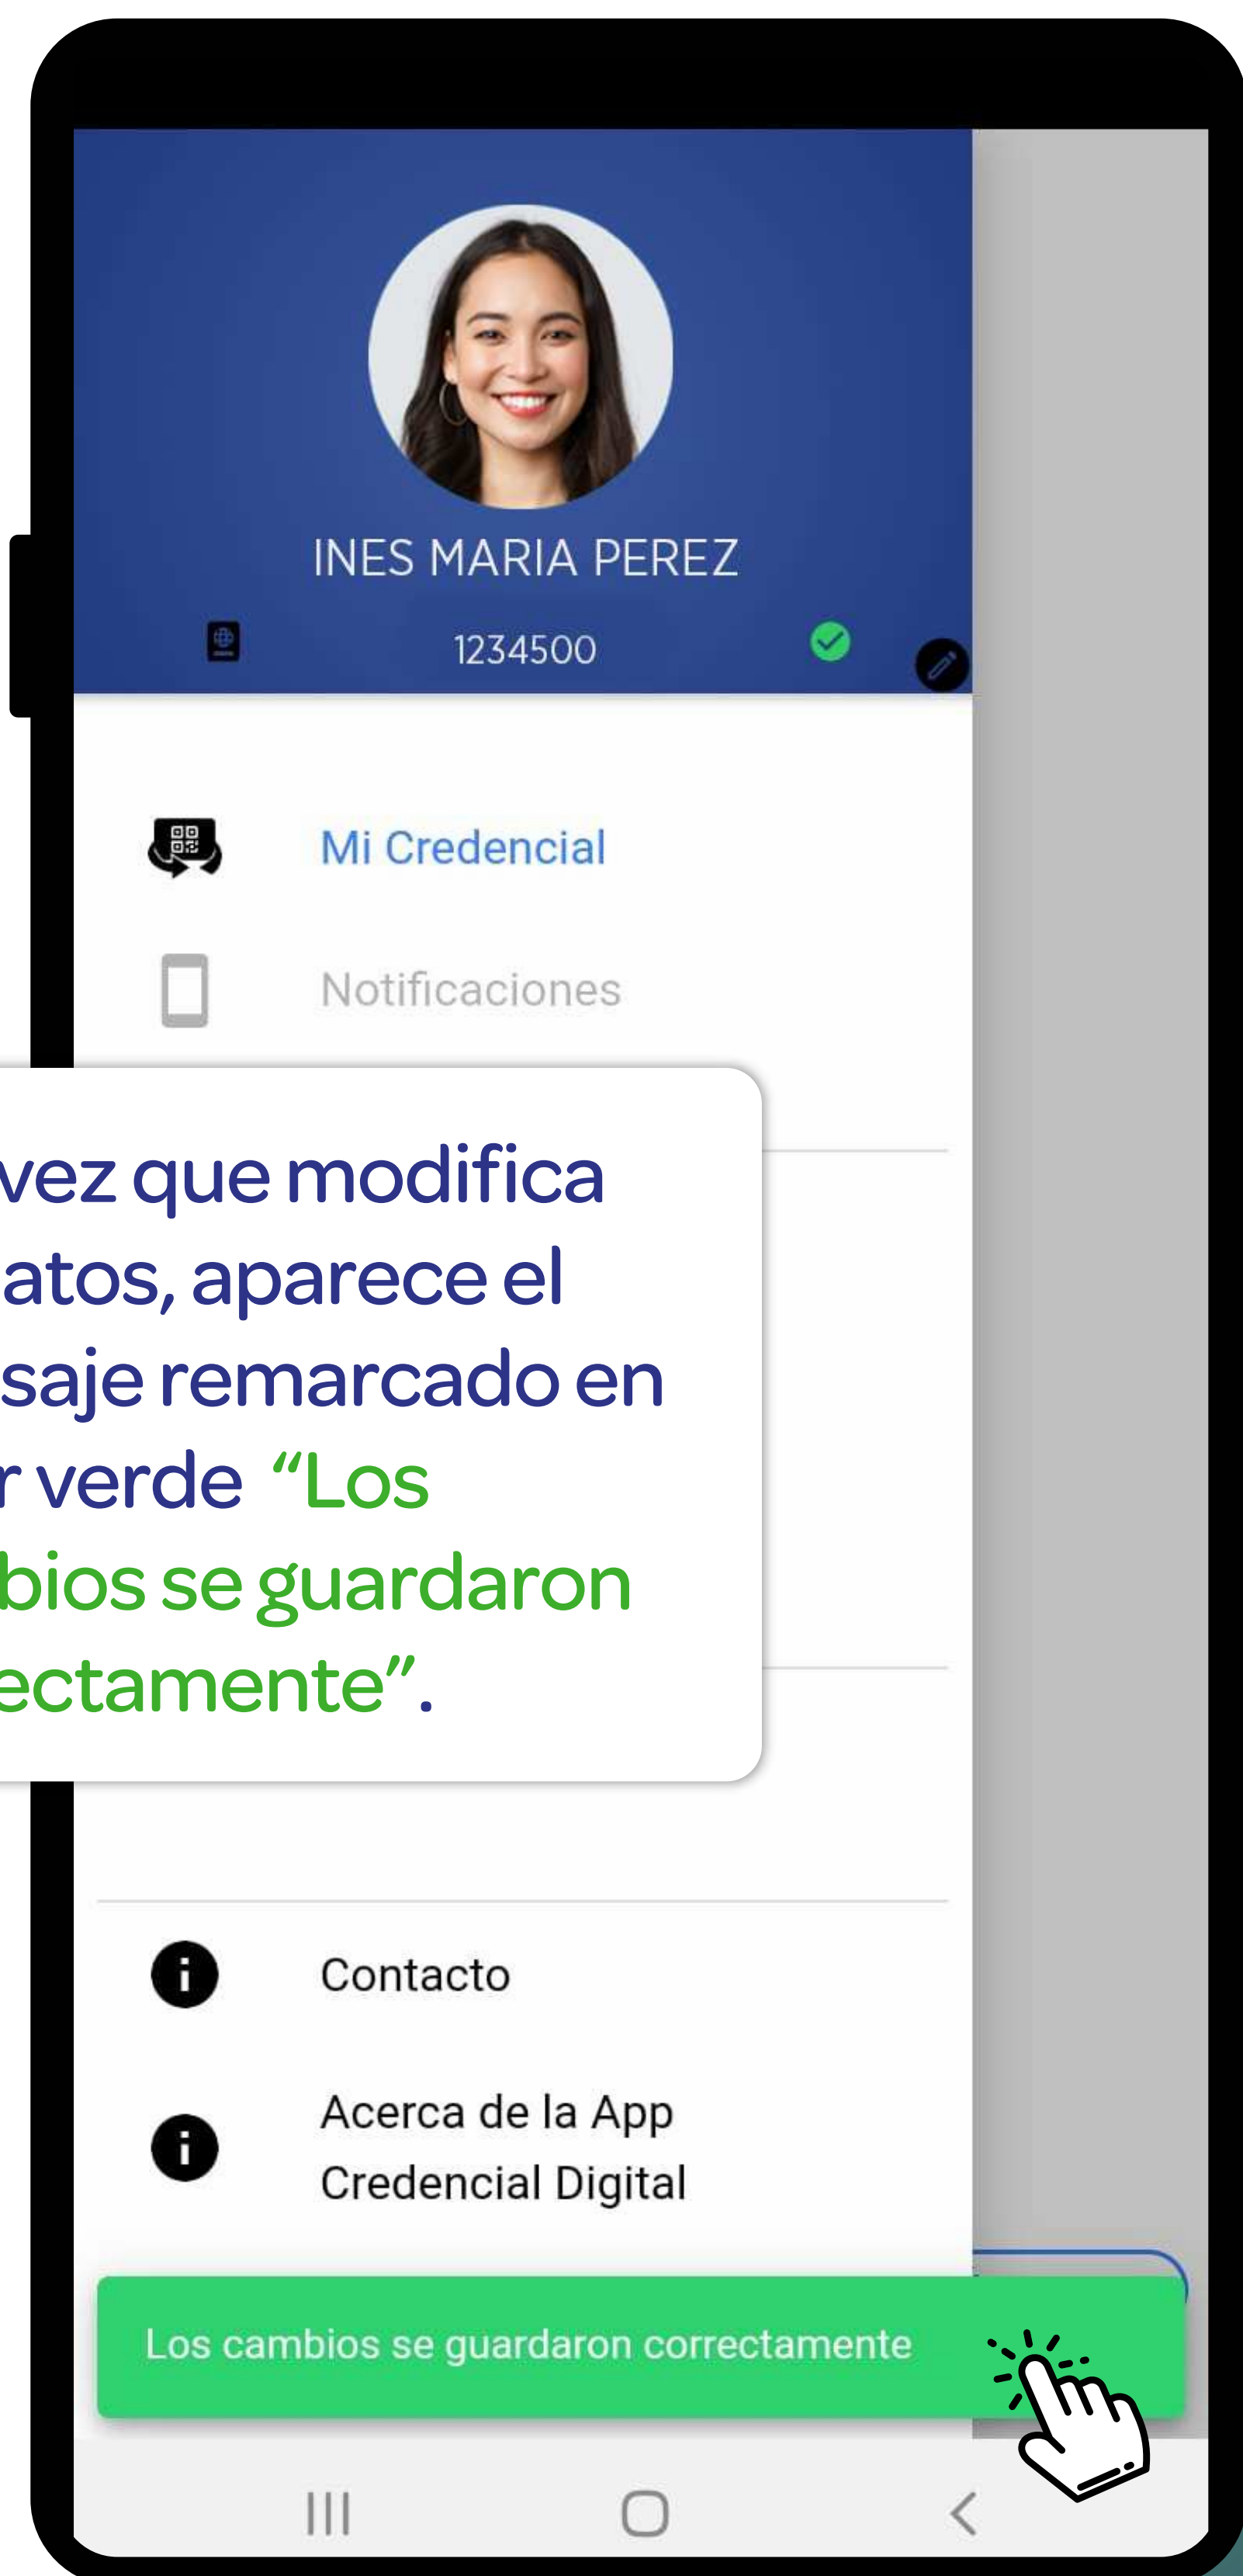 INES MARIA PEREZ
1234500
Mi Credencial
Notificaciones
vez que modifica
atos, aparece el
saje remarcado en
r verde “Los
bios se guardaron
ectamente”.
Contacto
Acerca de la App
Credencial Digital
Los cambios se guardaron correctamente